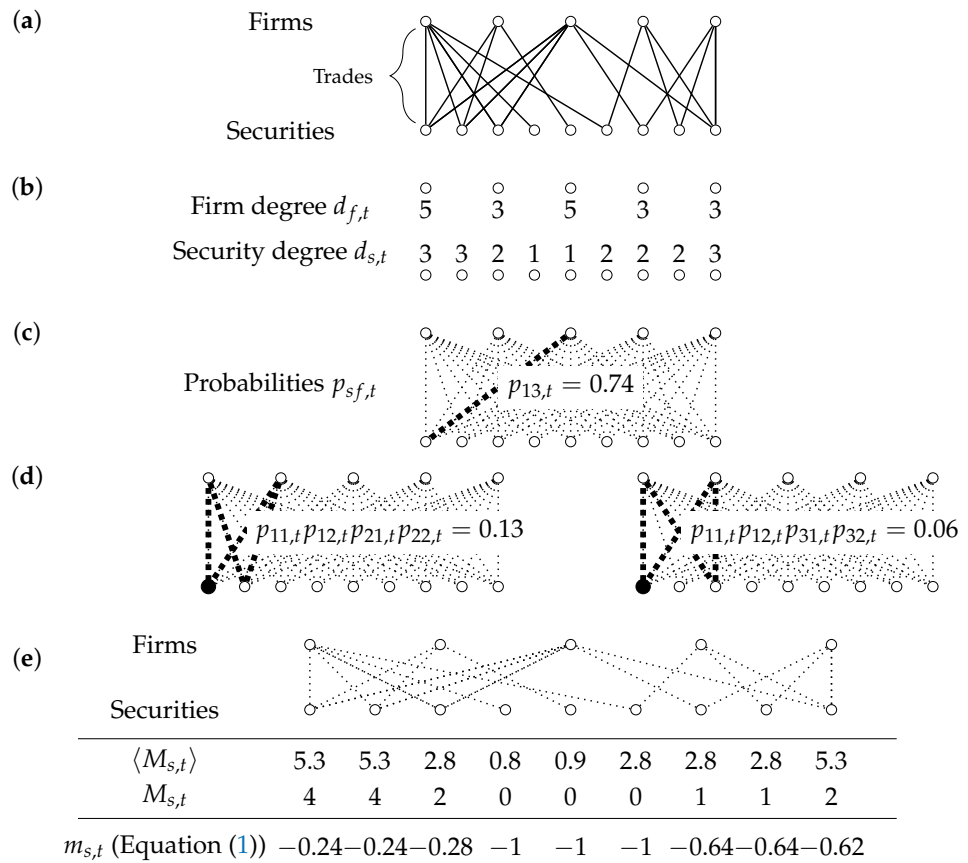 (a)
Firms
Trades
Securities
(b)
Firm degree d_{f,t} 5 3 5 3 3
Security degree d_{s,t} 3 3 2 1 1 2 2 2 3
(c)
Probabilities p_{sf,t} p_{13,t} = 0.74
(d)
p_{11,t}p_{12,t}p_{21,t}p_{22,t} = 0.13 p_{11,t}p_{12,t}p_{31,t}p_{32,t} = 0.06
(e)
Firms
Securities
⟨M_{s,t}⟩ 5.3 5.3 2.8 0.8 0.9 2.8 2.8 2.8 5.3
M_{s,t} 4 4 2 0 0 0 1 1 2
m_{s,t} (Equation (1)) −0.24 −0.24 −0.28 −1 −1 −1 −0.64 −0.64 −0.62